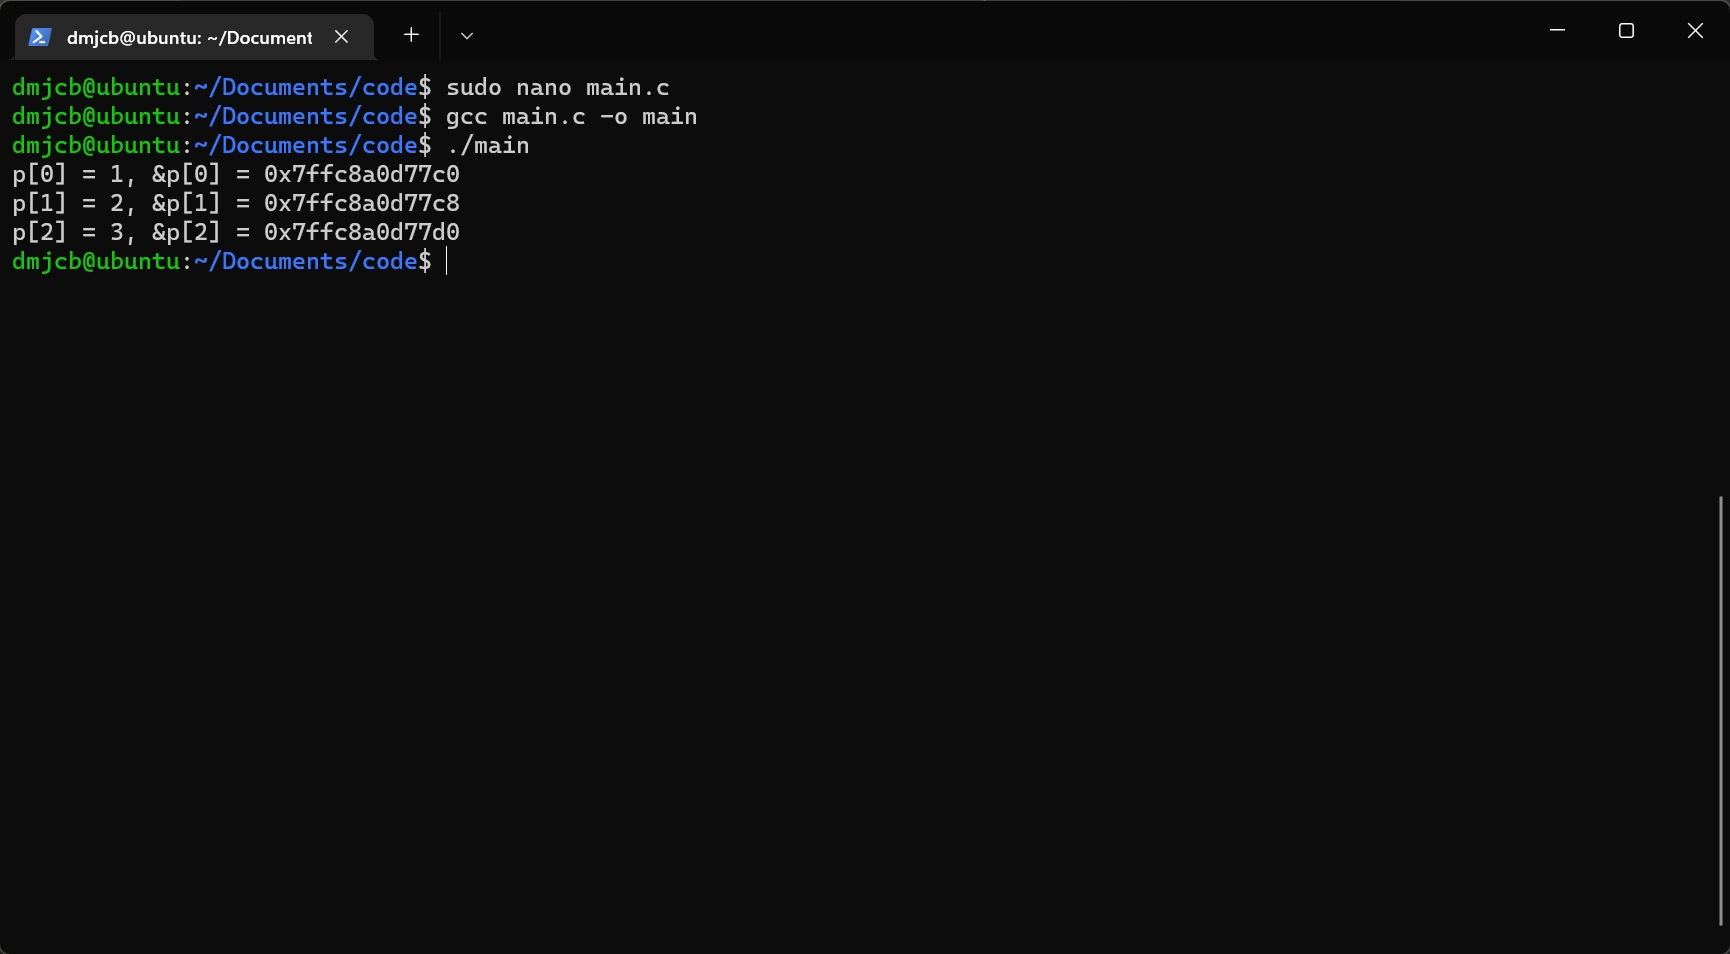 dmjcb@ubuntu: ~/Document
dmjcb@ubuntu:~/Documents/code$ sudo nano main.c
dmjcb@ubuntu:~/Documents/code$ gcc main.c -o main
dmjcb@ubuntu:~/Documents/code$ ./main
p[0] = 1, &p[0] = 0x7ffc8a0d77c0
p[1] = 2, &p[1] = 0x7ffc8a0d77c8
p[2] = 3, &p[2] = 0x7ffc8a0d77d0
dmjcb@ubuntu:~/Documents/code$